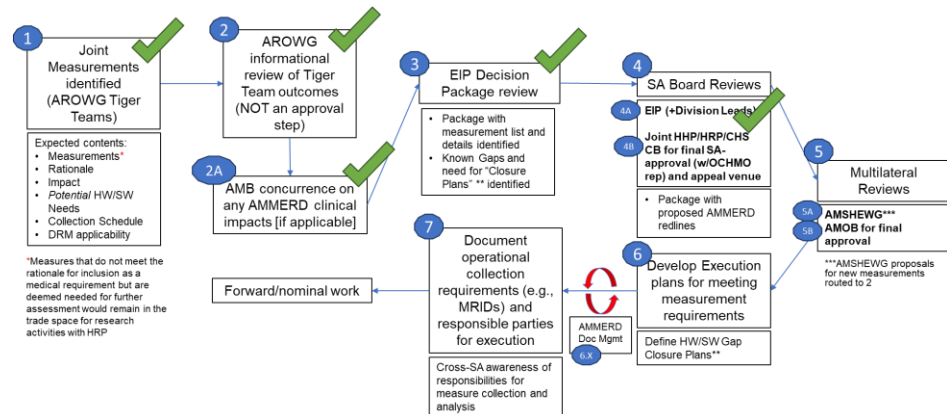 1
Joint
Measurements
identified
(AROWG Tiger
Teams)
Expected contents:
• Measurements*
• Rationale
• Impact
• Potential HW/SW
Needs
• Collection Schedule
• DRM applicability
*Measures that do not meet the
rationale for inclusion as a
medical requirement but are
deemed needed for further
assessment would remain in the
trade space for research
activities with HRP
2
AROWG
informational
review of Tiger
Team outcomes
(NOT an approval
step)
2A
AMB concurrence on
any AMMERD clinical
impacts [if applicable]
3
EIP Decision
Package review
• Package with
measurement list and
details identified
• Known Gaps and
need for “Closure
Plans” ** identified
4
SA Board Reviews
4A
EIP (+Division Leads)
4B
Joint HHP/HRP/CHS
CB for final SA-
approval (w/OCHMO
rep) and appeal venue
• Package with
proposed AMMERD
redlines
5
Multilateral
Reviews
5A
AMSHEWG***
5B
AMOB for final
approval
***AMSHEWG proposals
for new measurements
routed to 2
6
Develop Execution
plans for meeting
measurement
requirements
Define HW/SW Gap
Closure Plans**
AMMERD
Doc Mgmt
6.X
7
Document
operational
collection
requirements (e.g.,
MRIDs) and
responsible parties
for execution
Cross-SA awareness of
responsibilities for
measure collection and
analysis
Forward/nominal work